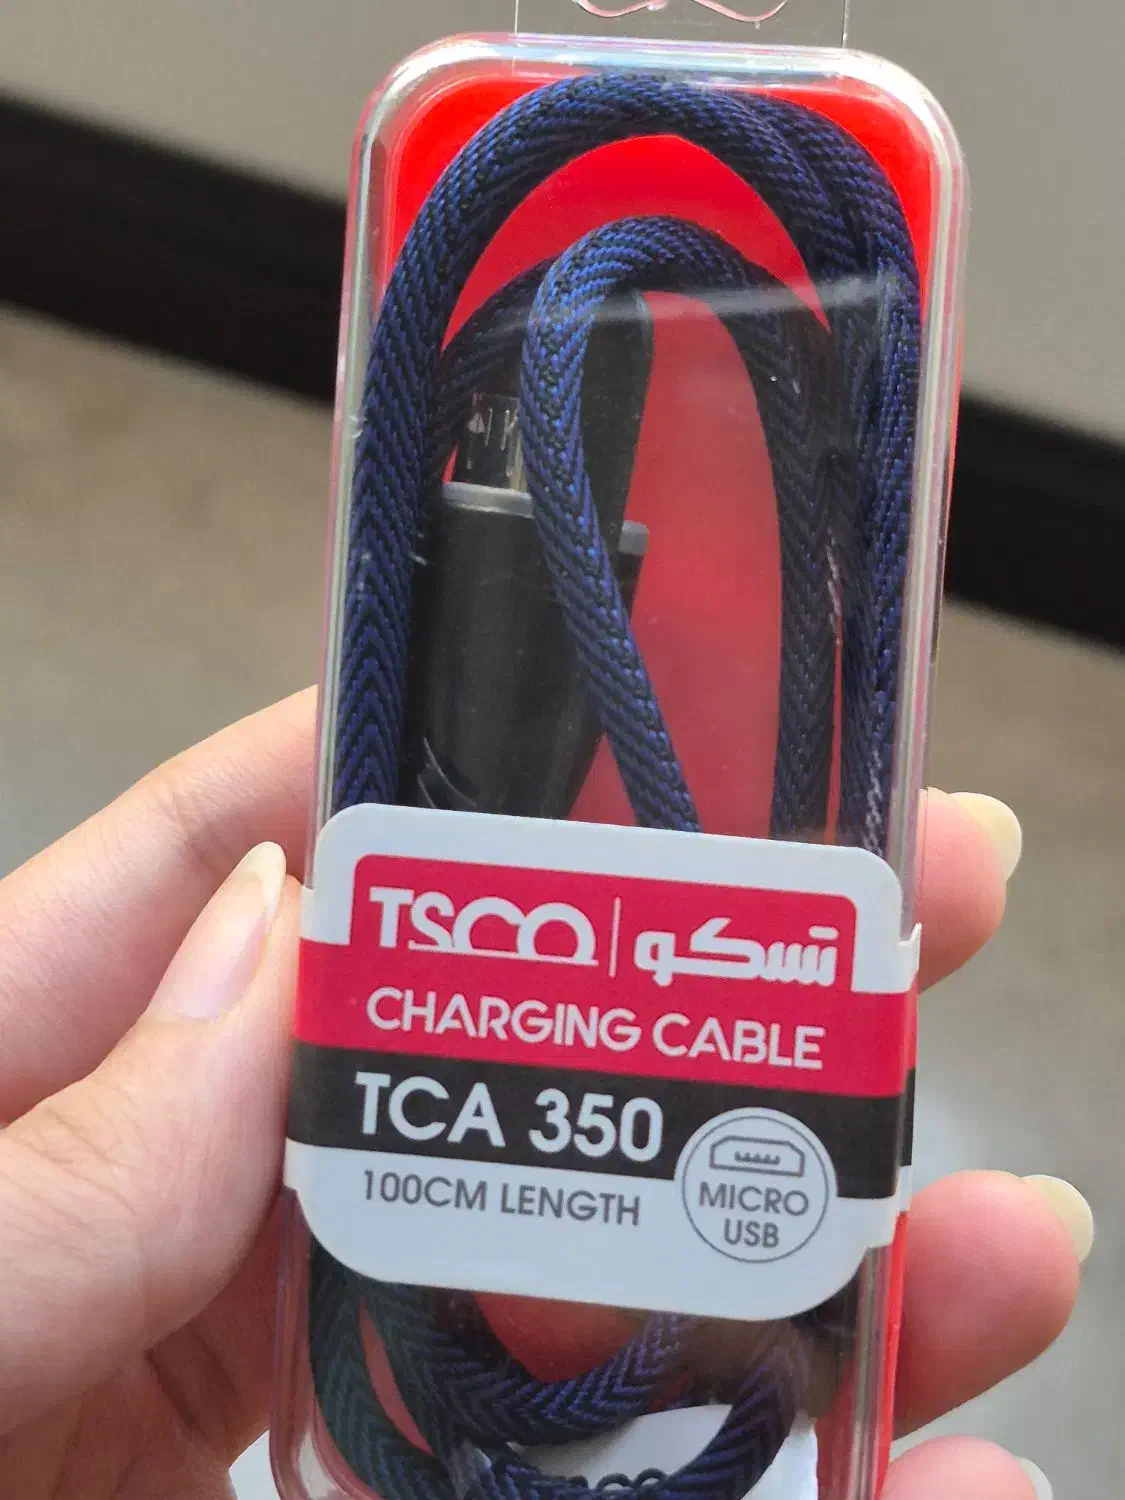 TSCO | تسکو
CHARGING CABLE
TCA 350
100CM LENGTH
MICRO
USB